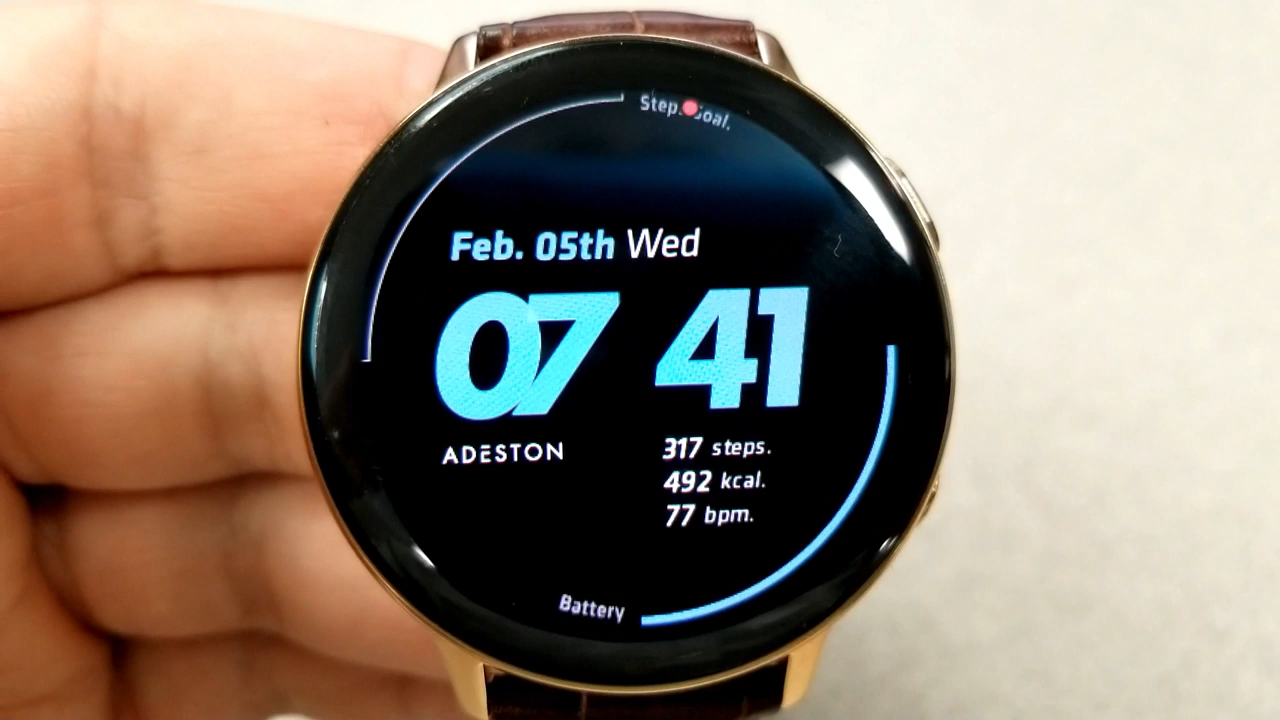 Step Goal.
Feb. 05th Wed
07 41
ADESTON
317 steps.
492 kcal.
77 bpm.
Battery